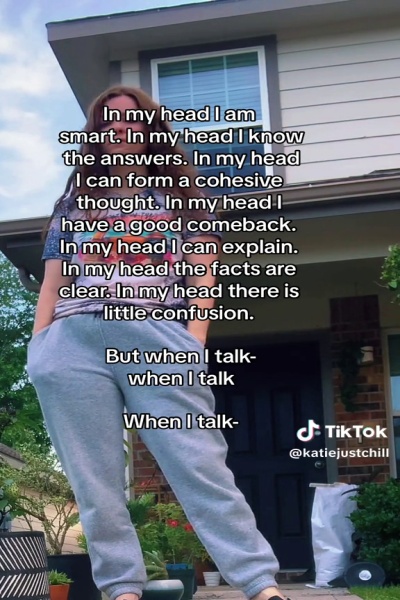 In my head I am
smart. In my head I know
the answers. In my head
I can form a cohesive
thought. In my head I
have a good comeback.
In my head I can explain.
In my head the facts are
clear. In my head there is
little confusion.
But when I talk-
when I talk
When I talk-
TikTok
@katiejustchill